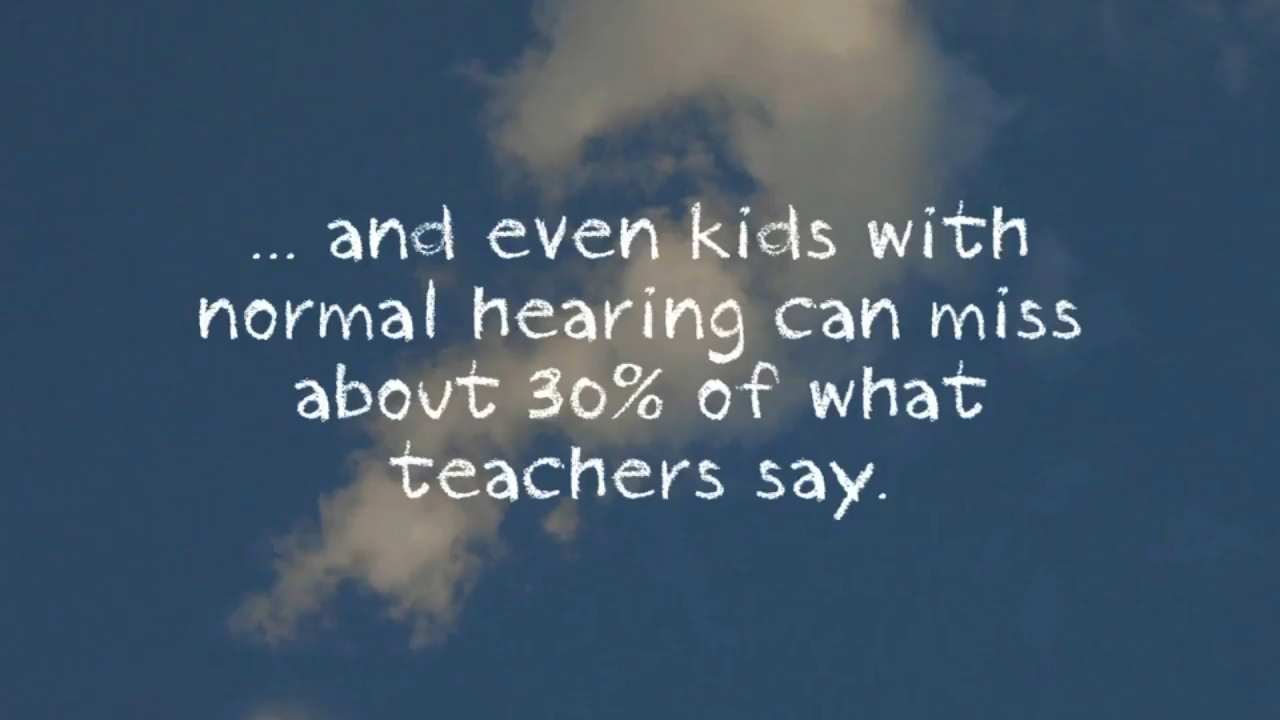 ... and even kids with
normal hearing can miss
about 30% of what
teachers say.